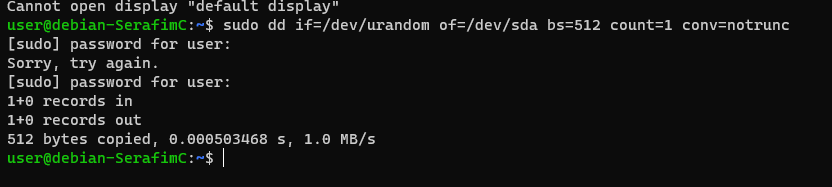 Cannot open display "default display"
user@debian-SerafimC:~$ sudo dd if=/dev/urandom of=/dev/sda bs=512 count=1 conv=notrunc
[sudo] password for user:
Sorry, try again.
[sudo] password for user:
1+0 records in
1+0 records out
512 bytes copied, 0.000503468 s, 1.0 MB/s
user@debian-SerafimC:~$